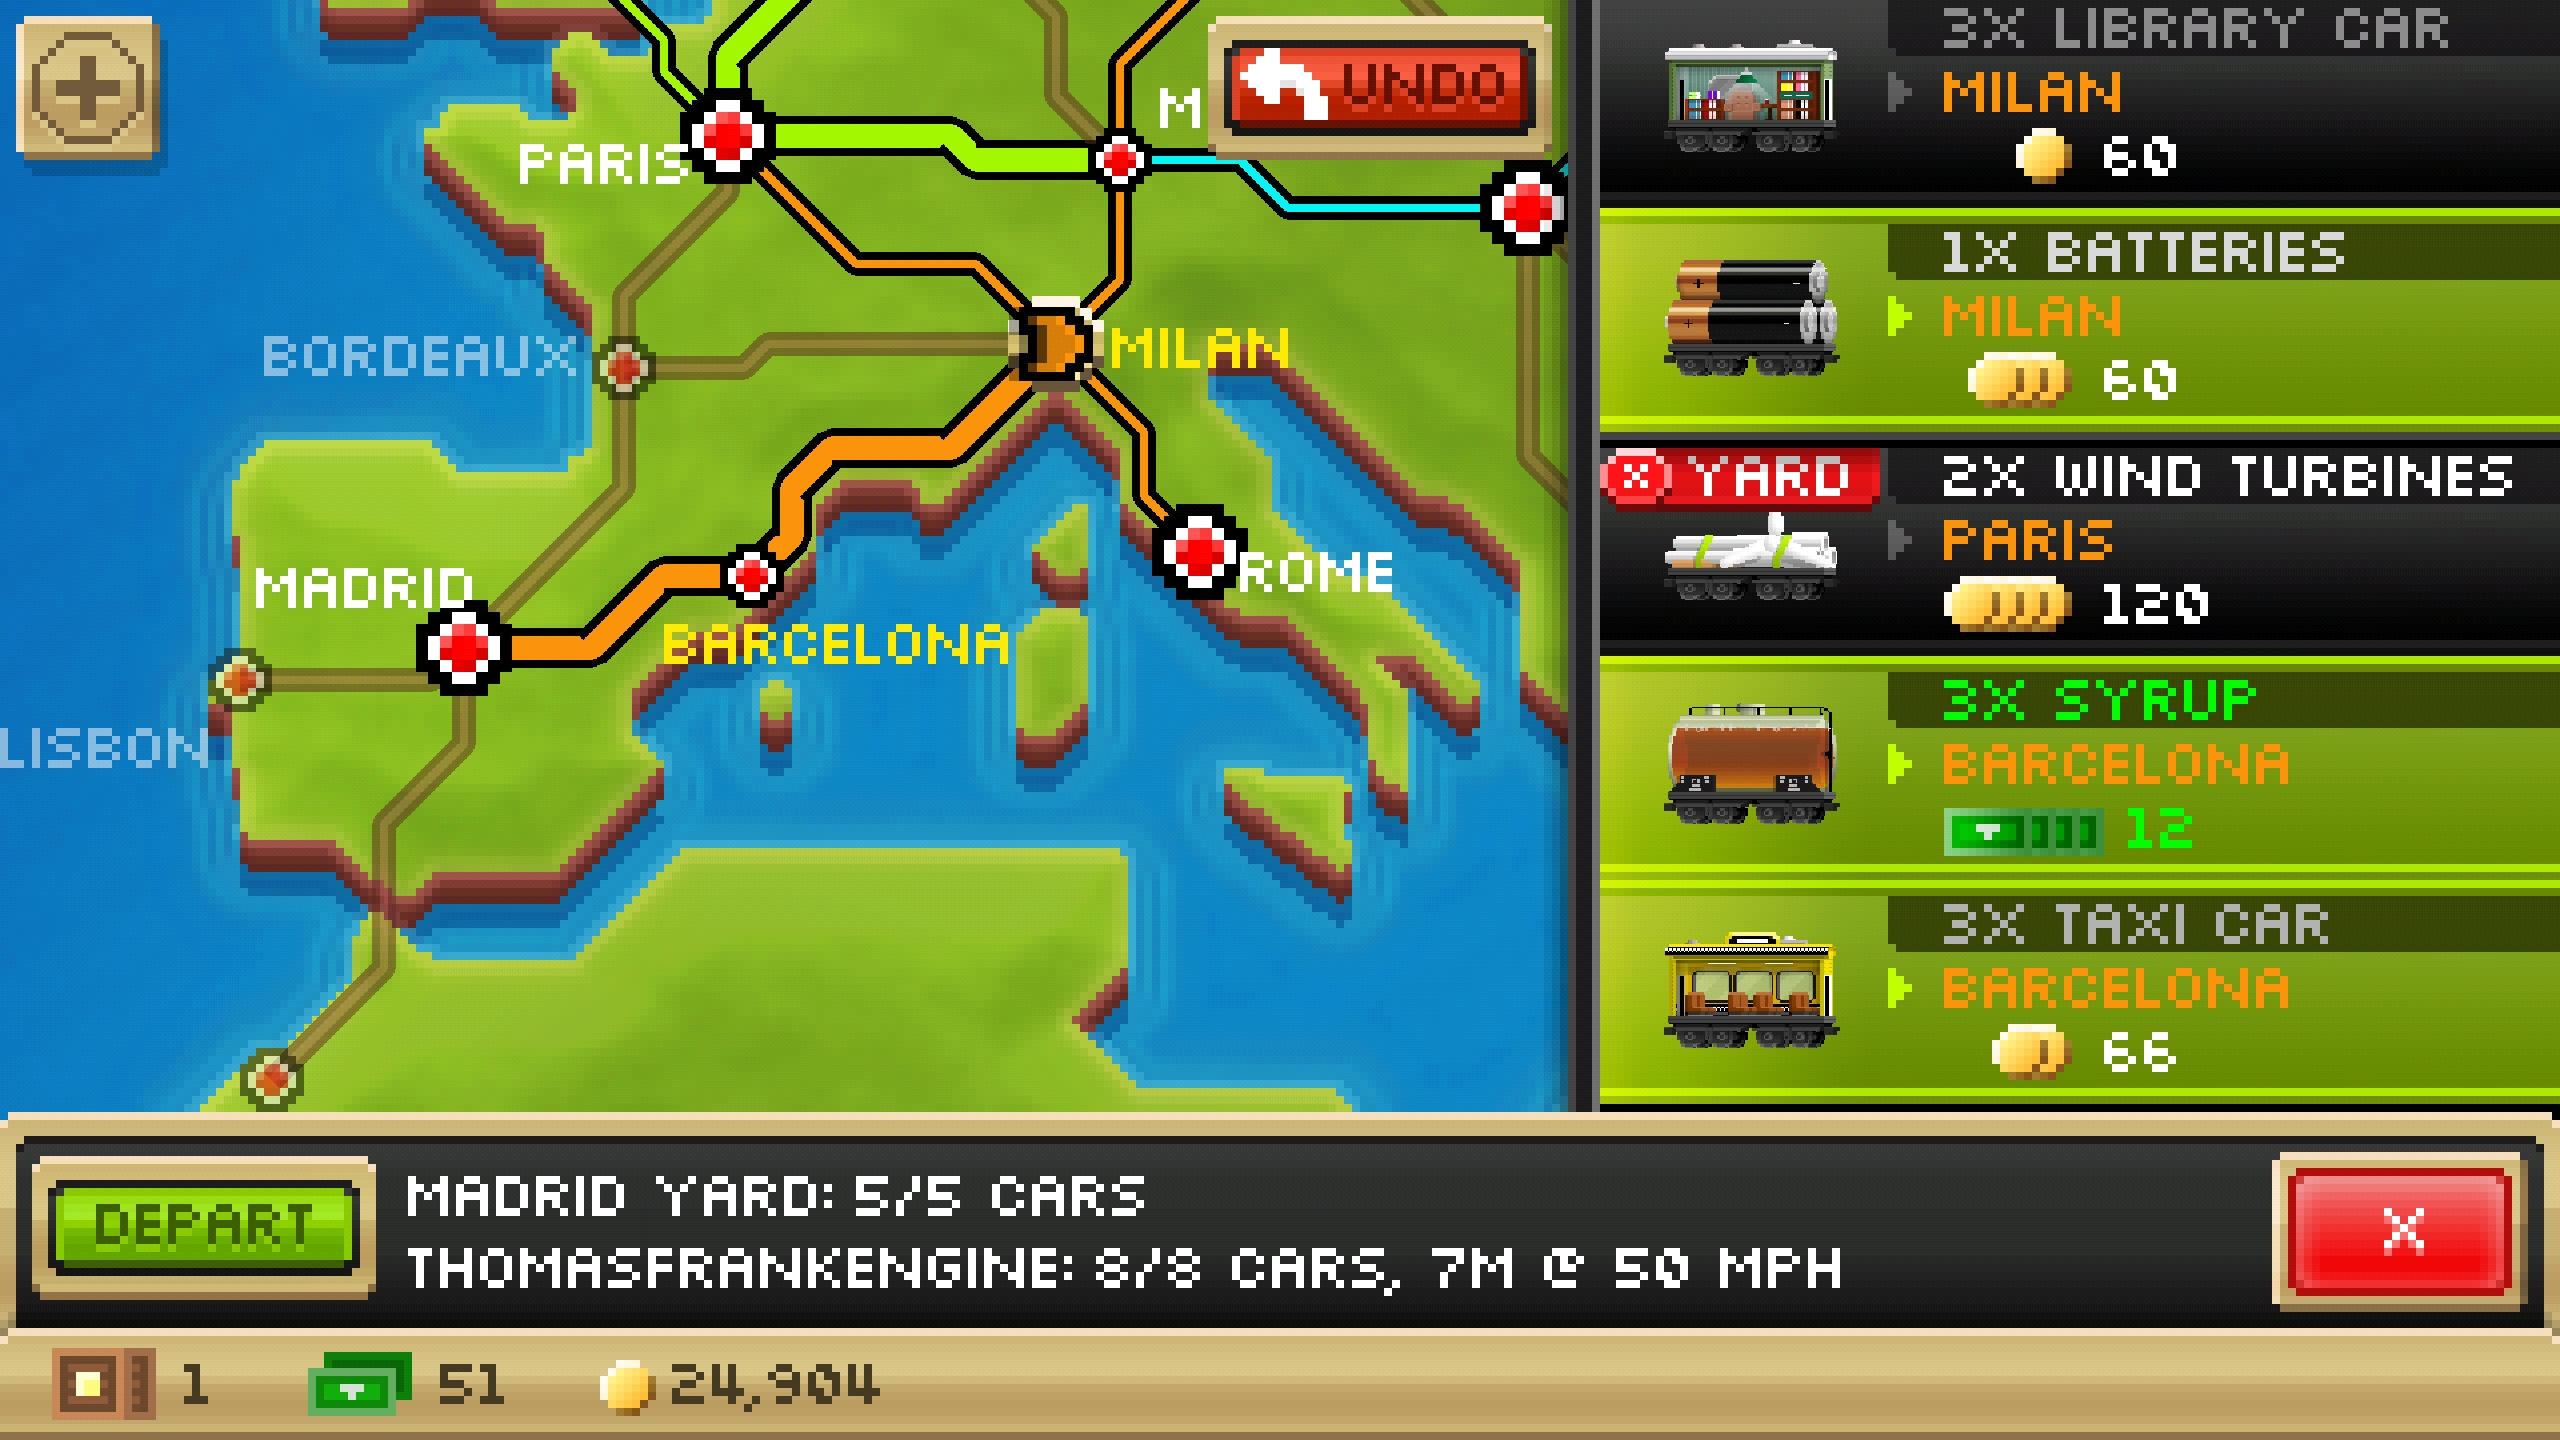 PARIS
M
UNDO
BORDEAUX
MILAN
MADRID
ROME
BARCELONA
LISBON
3X LIBRARY CAR
MILAN
60
1X BATTERIES
MILAN
60
X YARD
2X WIND TURBINES
PARIS
120
3X SYRUP
BARCELONA
12
3X TAXI CAR
BARCELONA
66
DEPART
MADRID YARD: 5/5 CARS
THOMASFRANKENGINE: 8/8 CARS, 7M @ 50 MPH
X
1
51
24,904